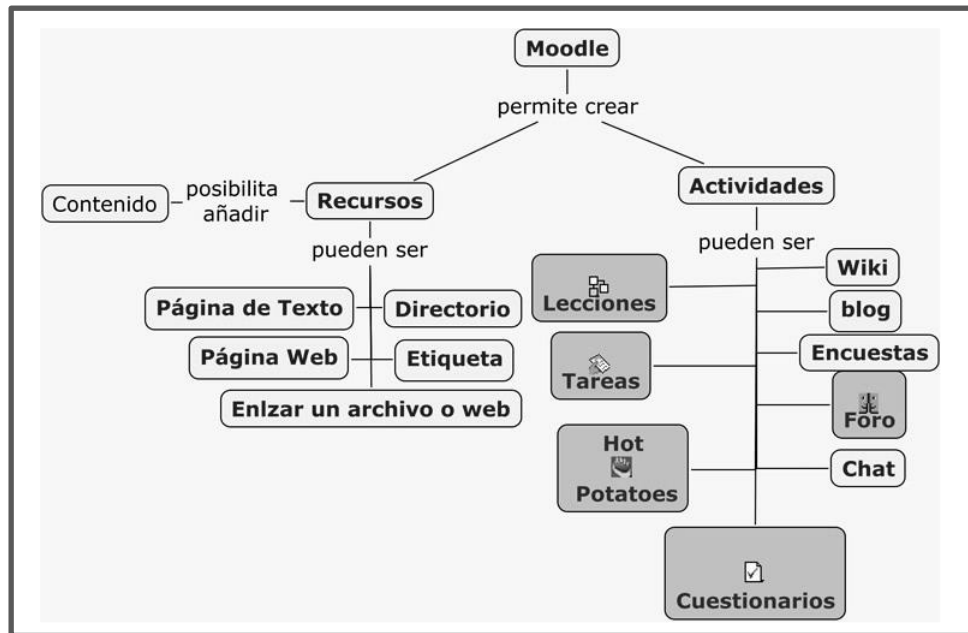 Moodle
permite crear
Contenido
posibilita
añadir
Recursos
Actividades
pueden ser
pueden ser
Página de Texto
Directorio
Página Web
Etiqueta
Enlzar un archivo o web
Lecciones
Tareas
Hot
Potatoes
Wiki
blog
Encuestas
Foro
Chat
Cuestionarios